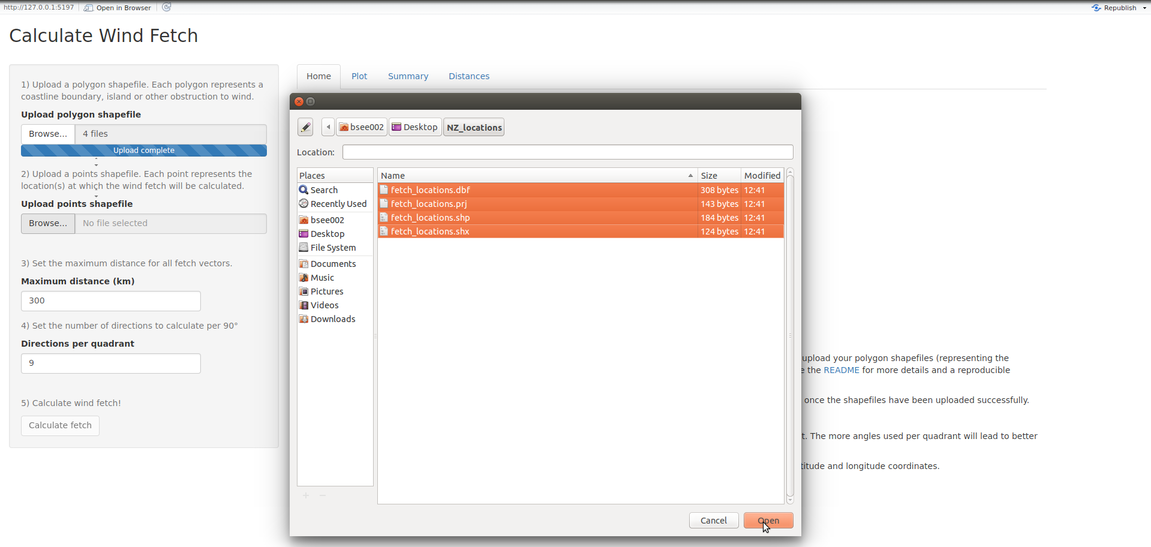 http://127.0.0.1:5197 Open in Browser Republish
Calculate Wind Fetch
1) Upload a polygon shapefile. Each polygon represents a
coastline boundary, island or other obstruction to wind.
Upload polygon shapefile
Browse... 4 files
Upload complete
2) Upload a points shapefile. Each point represents the
location(s) at which the wind fetch will be calculated.
Upload points shapefile
Browse... No file selected
3) Set the maximum distance for all fetch vectors.
Maximum distance (km)
300
4) Set the number of directions to calculate per 90°
Directions per quadrant
9
5) Calculate wind fetch!
Calculate fetch
Home Plot Summary Distances
bsee002 Desktop NZ_locations
Location:
Places
Search
Recently Used
bsee002
Desktop
File System
Documents
Music
Pictures
Videos
Downloads
Name Size Modified
fetch_locations.dbf 308 bytes 12:41
fetch_locations.prj 143 bytes 12:41
fetch_locations.shp 184 bytes 12:41
fetch_locations.shx 124 bytes 12:41
Cancel Open
upload your polygon shapefiles (representing the
the README for more details and a reproducible
once the shapefiles have been uploaded successfully.
t. The more angles used per quadrant will lead to better
titude and longitude coordinates.